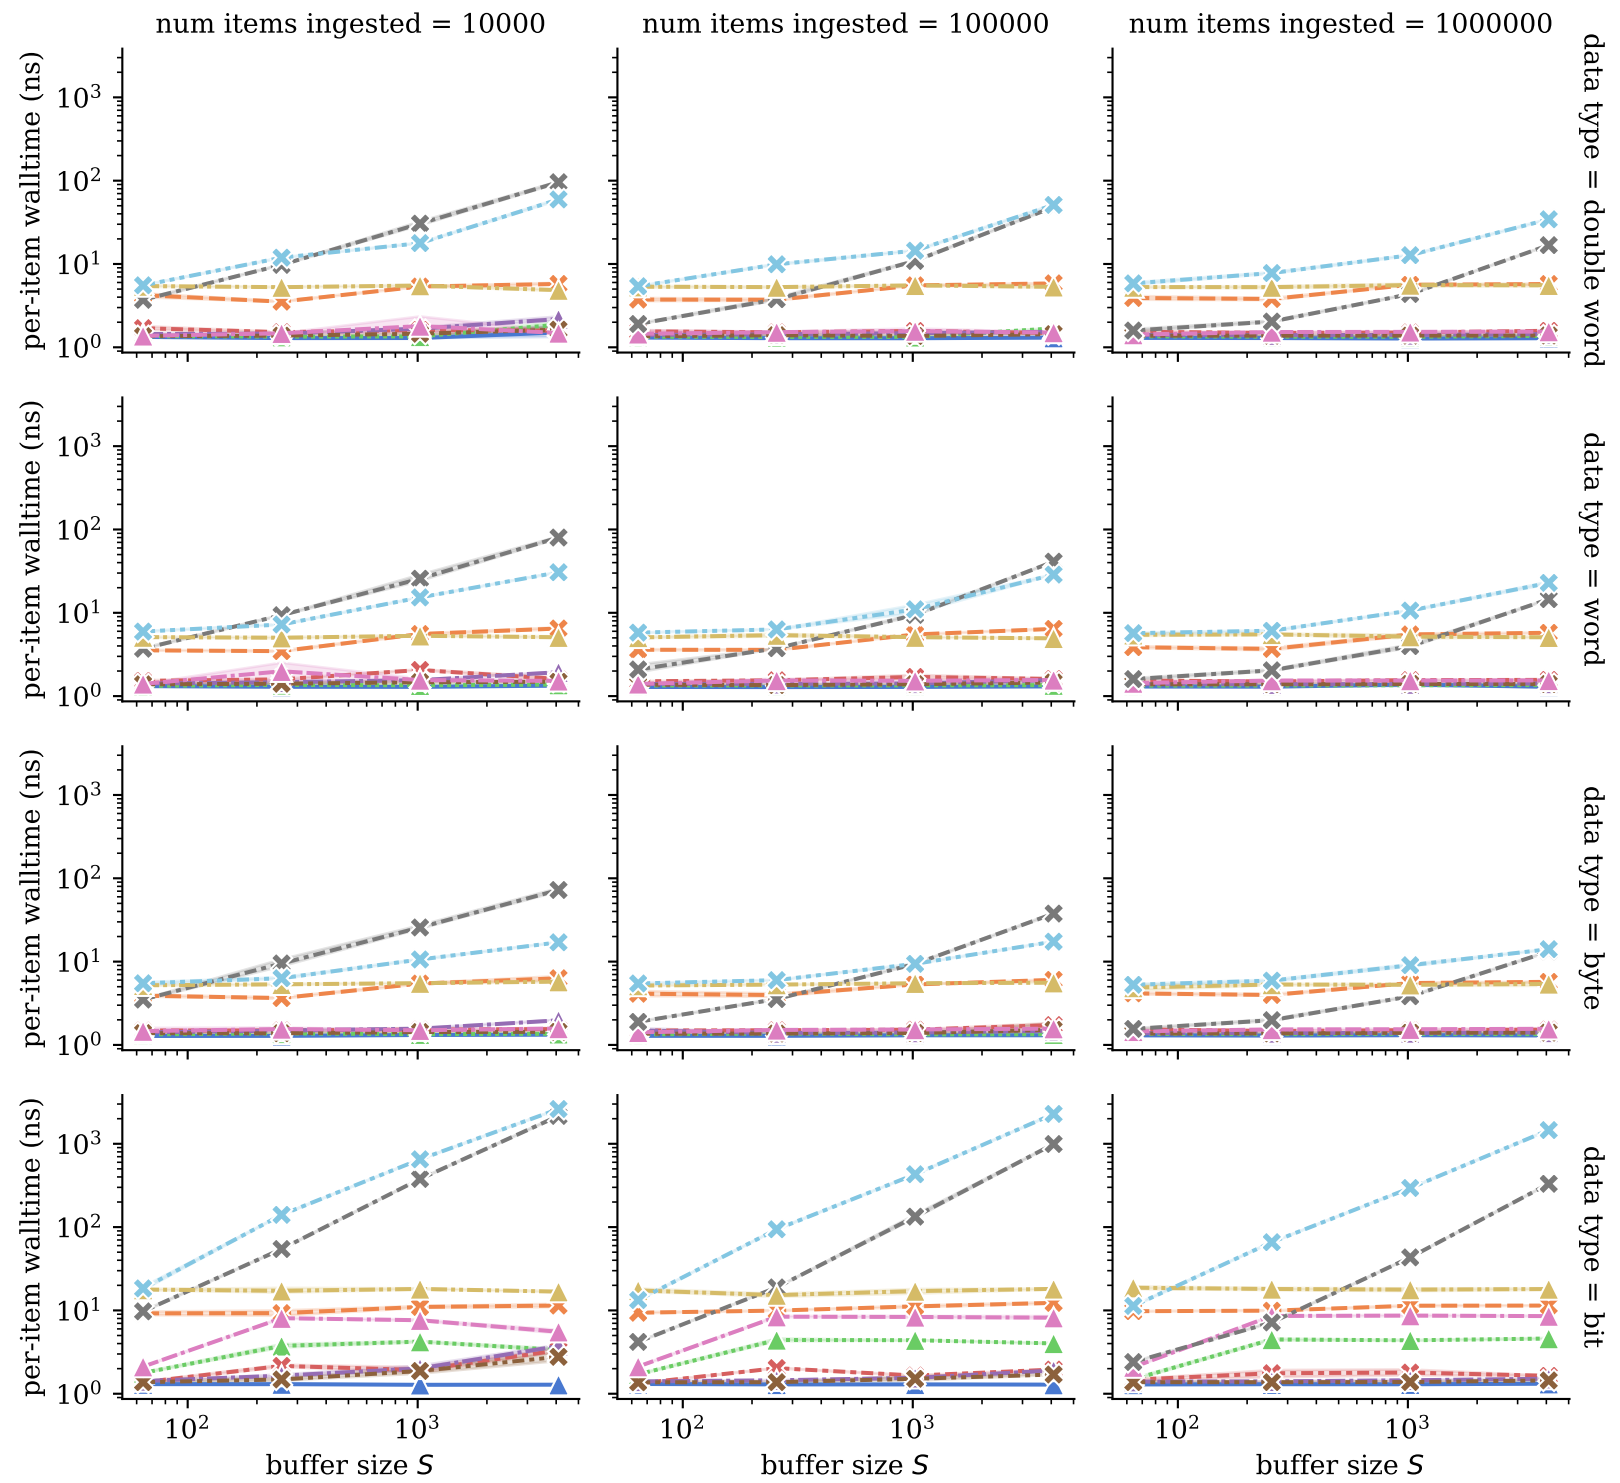 num items ingested = 10000
num items ingested = 100000
num items ingested = 1000000
per-item walltime (ns)
10³
10²
10¹
10⁰
data type = double word
per-item walltime (ns)
10³
10²
10¹
10⁰
data type = word
per-item walltime (ns)
10³
10²
10¹
10⁰
data type = byte
per-item walltime (ns)
10³
10²
10¹
10⁰
data type = bit
10² 10³
10² 10³
10² 10³
buffer size S
buffer size S
buffer size S